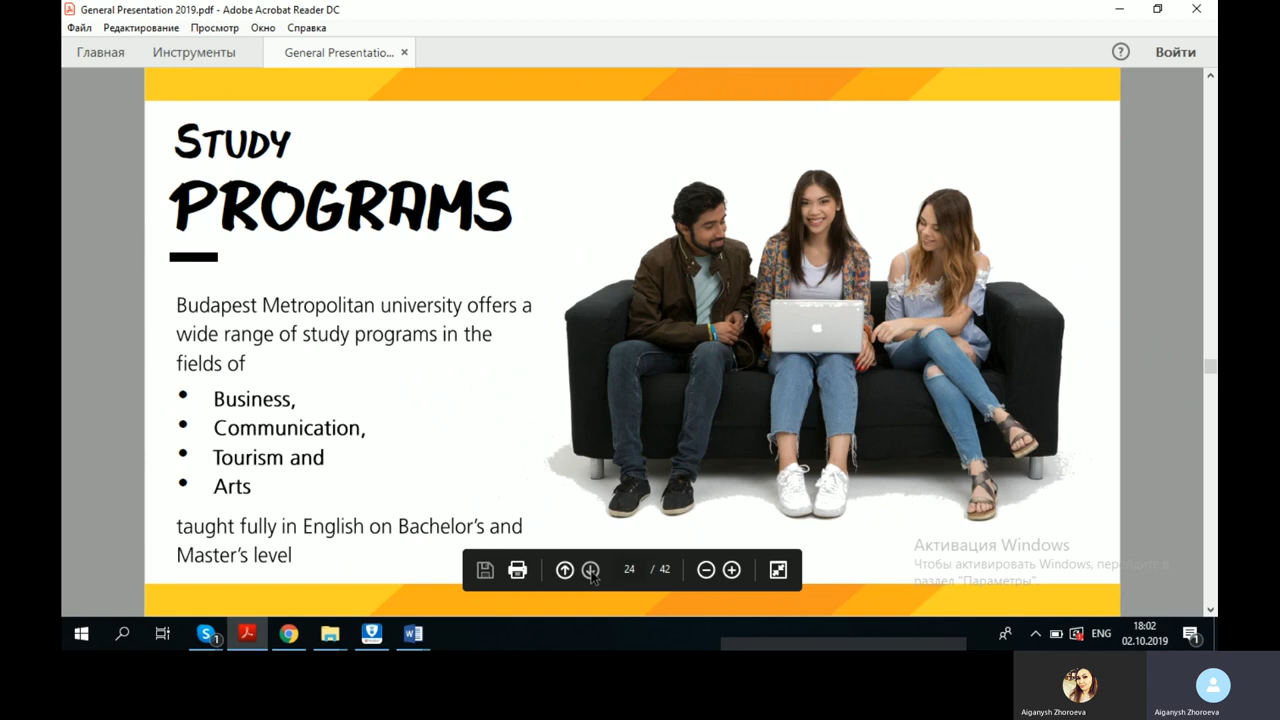 General Presentation 2019.pdf - Adobe Acrobat Reader DC
Файл Редактирование Просмотр Окно Справка
Главная Инструменты General Presentatio... × ? Войти
STUDY
PROGRAMS
Budapest Metropolitan university offers a
wide range of study programs in the
fields of
• Business,
• Communication,
• Tourism and
• Arts
taught fully in English on Bachelor's and
Master's level
Активация Windows
Чтобы активировать Windows, перейдите в
раздел "Параметры".
24 / 42
1 ENG 18:02 1
02.10.2019
Aiganysh Zhoroeva Aiganysh Zhoroeva